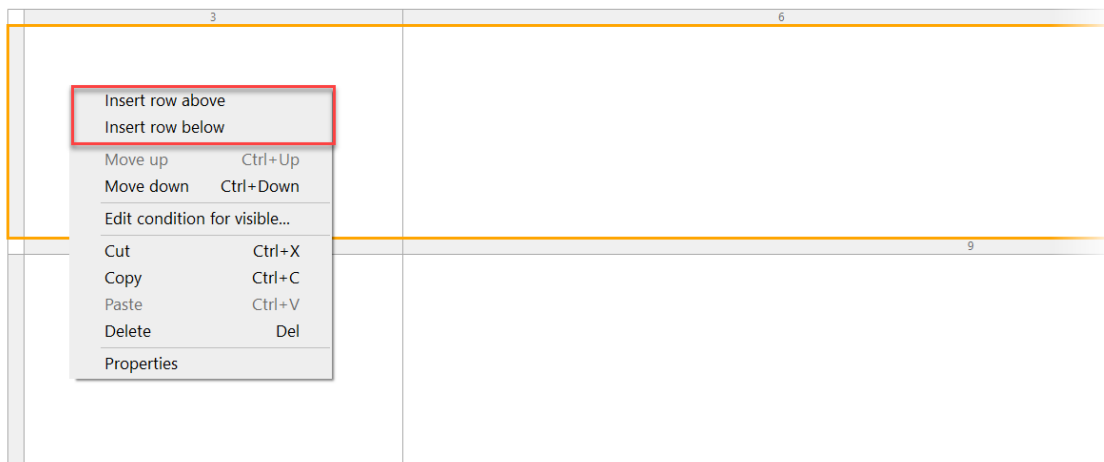 3 6
Insert row above
Insert row below
Move up Ctrl+Up
Move down Ctrl+Down
Edit condition for visible...
9
Cut Ctrl+X
Copy Ctrl+C
Paste Ctrl+V
Delete Del
Properties